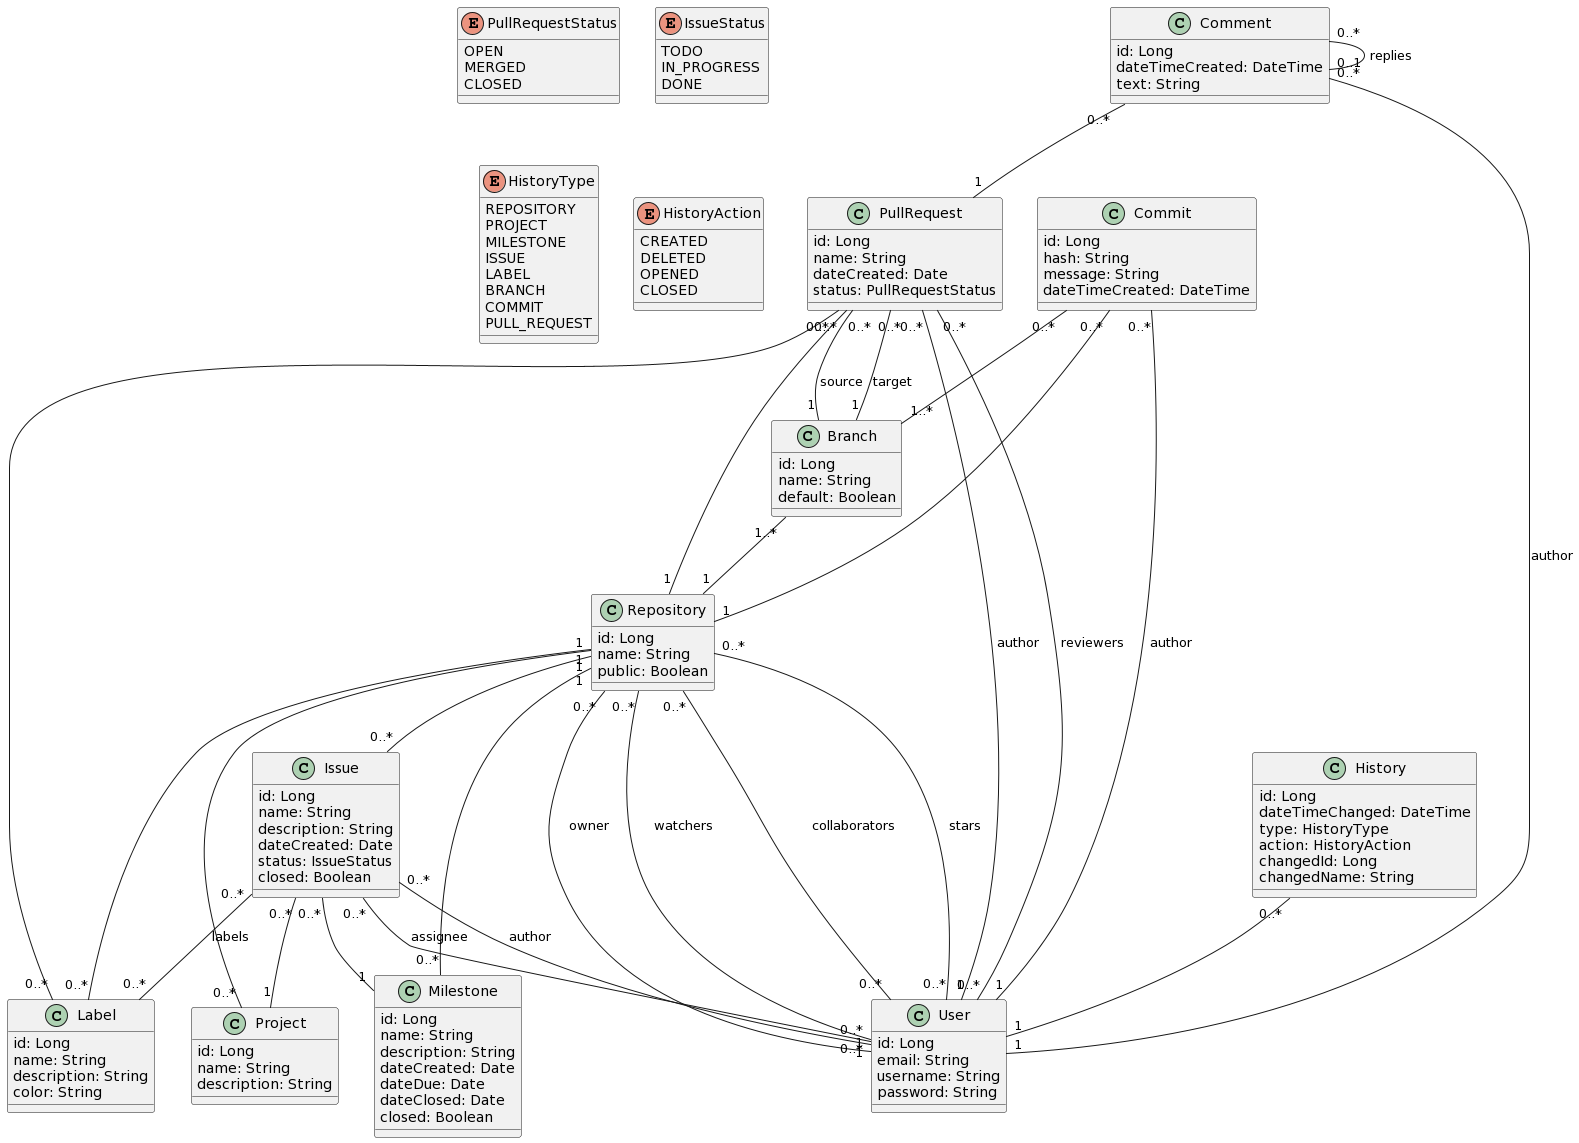 E PullRequestStatus
OPEN
MERGED
CLOSED
E IssueStatus
TODO
IN_PROGRESS
DONE
C Comment
id: Long
dateTimeCreated: DateTime
text: String
0..*
0..1
replies
0..*
0..*
1
E HistoryType
REPOSITORY
PROJECT
MILESTONE
ISSUE
LABEL
BRANCH
COMMIT
PULL_REQUEST
E HistoryAction
CREATED
DELETED
OPENED
CLOSED
C PullRequest
id: Long
name: String
dateCreated: Date
status: PullRequestStatus
C Commit
id: Long
hash: String
message: String
dateTimeCreated: DateTime
0..*
0..*
0..*
0..*
0..*
0..*
0..*
0..*
0..*
source
target
1
1
1..*
C Branch
id: Long
name: String
default: Boolean
1..*
author
1
1
C Repository
id: Long
name: String
public: Boolean
1
author
reviewers
author
1
1
1
1
0..*
0..*
0..*
0..*
0..*
C Issue
id: Long
name: String
description: String
dateCreated: Date
status: IssueStatus
closed: Boolean
C History
id: Long
dateTimeChanged: DateTime
type: HistoryType
action: HistoryAction
changedId: Long
changedName: String
owner
watchers
collaborators
stars
0..*
0..*
0..*
0..*
0..*
0..*
labels
assignee
author
0..*
0..*
0..*
0..*
1
1
0..*
0..*
0..*
1
0..*
1
C Label
id: Long
name: String
description: String
color: String
C Project
id: Long
name: String
description: String
C Milestone
id: Long
name: String
description: String
dateCreated: Date
dateDue: Date
dateClosed: Date
closed: Boolean
C User
id: Long
email: String
username: String
password: String
0..*
1
0..*
1
1
1